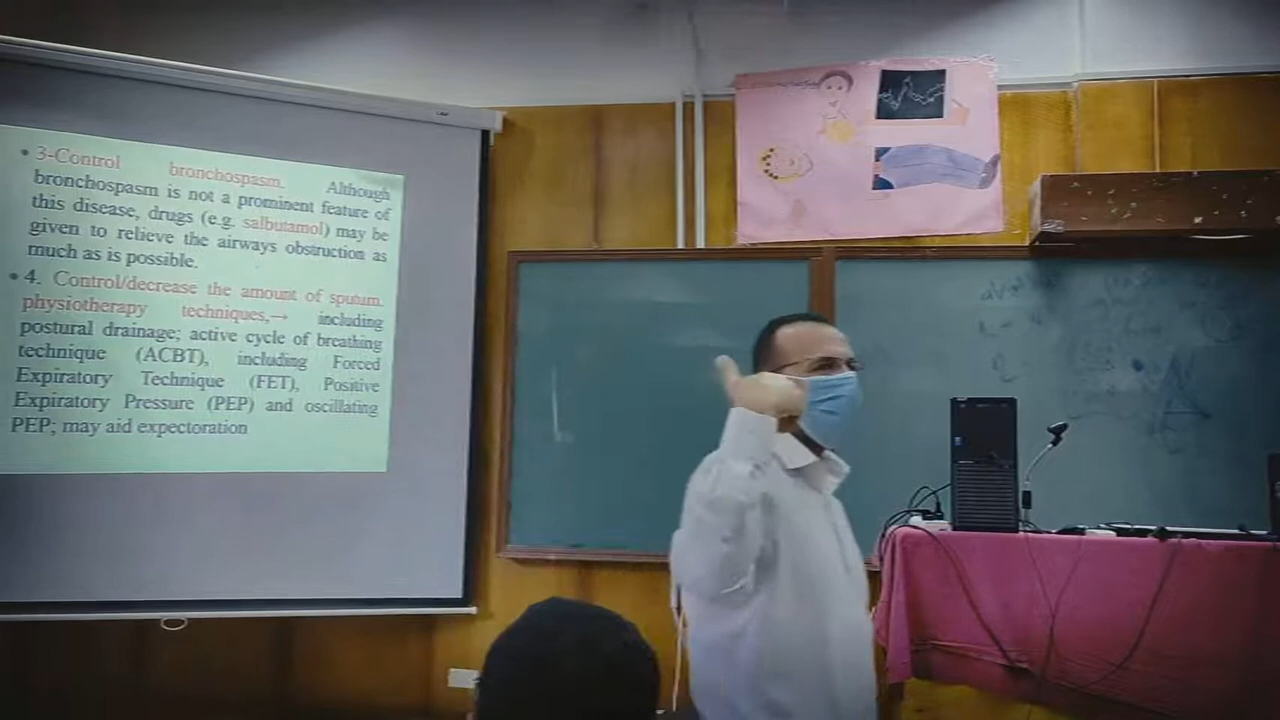 • 3-Control bronchospasm. Although
bronchospasm is not a prominent feature of
this disease, drugs (e.g. salbutamol) may be
given to relieve the airways obstruction as
much as is possible.
• 4. Control/decrease the amount of sputum.
physiotherapy techniques,→ including
postural drainage; active cycle of breathing
technique (ACBT), including Forced
Expiratory Technique (FET), Positive
Expiratory Pressure (PEP) and oscillating
PEP; may aid expectoration